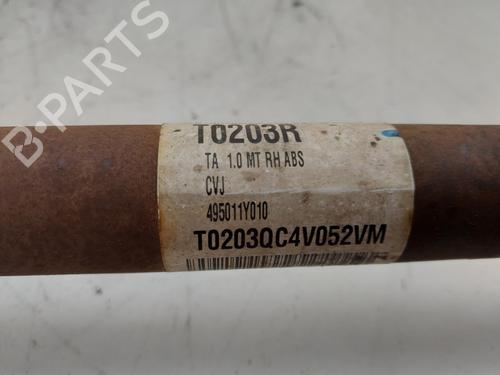 T0203R
TA 1.0 MT RH ABS
CVJ
495011Y010
T0203QC4V052VM
B-PARTS